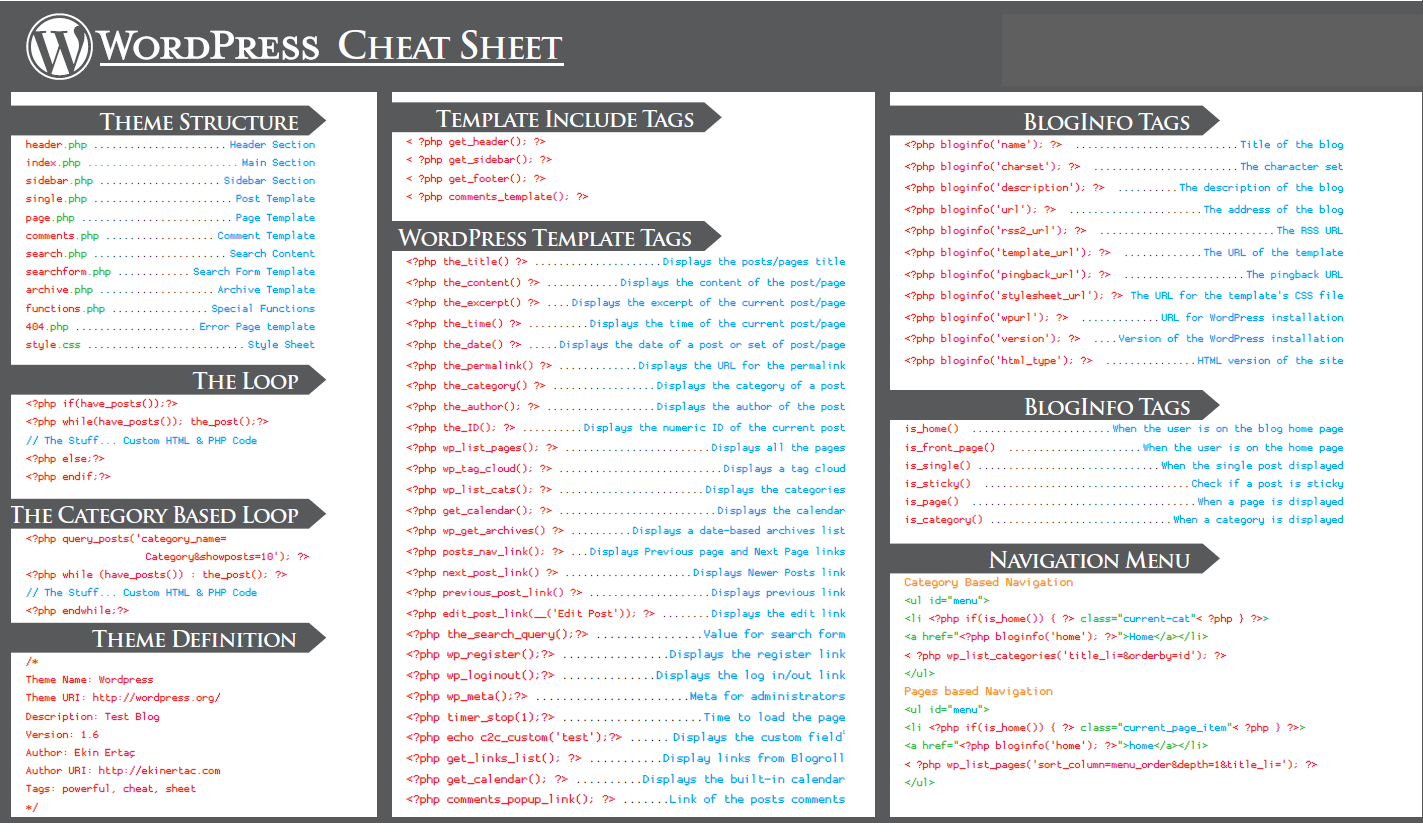 WordPress Cheat Sheet
Theme Structure
header.php ...................... Header Section
index.php ......................... Main Section
sidebar.php .................... Sidebar Section
single.php ....................... Post Template
page.php ......................... Page Template
comments.php .................. Comment Template
search.php ...................... Search Content
searchform.php ............ Search Form Template
archive.php .................... Archive Template
functions.php ................. Special Functions
404.php .................... Error Page template
style.css ........................... Style Sheet
The Loop
<?php if(have_posts());?>
<?php while(have_posts()); the_post();?>
// The Stuff... Custom HTML & PHP Code
<?php else;?>
<?php endif;?>
The Category Based Loop
<?php query_posts('category_name=
Category&showposts=10'); ?>
<?php while (have_posts()) : the_post(); ?>
// The Stuff... Custom HTML & PHP Code
<?php endwhile;?>
Theme Definition
/*
Theme Name: Wordpress
Theme URI: http://wordpress.org/
Description: Test Blog
Version: 1.6
Author: Ekin Ertaç
Author URI: http://ekinertac.com
Tags: powerful, cheat, sheet
*/
Template Include Tags
< ?php get_header(); ?>
< ?php get_sidebar(); ?>
< ?php get_footer(); ?>
< ?php comments_template(); ?>
WordPress Template Tags
<?php the_title() ?> .....................Displays the posts/pages title
<?php the_content() ?> ............Displays the content of the post/page
<?php the_excerpt() ?> ....Displays the excerpt of the current post/page
<?php the_time() ?> ..........Displays the time of the current post/page
<?php the_date() ?> .....Displays the date of a post or set of post/page
<?php the_permalink() ?> .............Displays the URL for the permalink
<?php the_category() ?> ..................Displays the category of a post
<?php the_author(); ?> ...................Displays the author of the post
<?php the_ID(); ?> ..........Displays the numeric ID of the current post
<?php wp_list_pages(); ?> ........................Displays all the pages
<?php wp_tag_cloud(); ?> ...........................Displays a tag cloud
<?php wp_list_cats(); ?> ........................Displays the categories
<?php get_calendar(); ?> ..........................Displays the calendar
<?php wp_get_archives() ?> ...........Displays a date-based archives list
<?php posts_nav_link(); ?> ...Displays Previous page and Next Page links
<?php next_post_link() ?> .....................Displays Newer Posts link
<?php previous_post_link() ?> .................Displays previous link
<?php edit_post_link(__('Edit Post')); ?> ........Displays the edit link
<?php the_search_query();?> ................Value for search form
<?php wp_register();?> ................Displays the register link
<?php wp_loginout();?> ..............Displays the log in/out link
<?php wp_meta();?> .......................Meta for administrators
<?php timer_stop(1);?> .....................Time to load the page
<?php echo c2c_custom('test');?> ...... Displays the custom field¹
<?php get_links_list(); ?> ............Display links from Blogroll
<?php get_calendar(); ?> ...........Displays the built-in calendar
<?php comments_popup_link(); ?> .......Link of the posts comments
BlogInfo Tags
<?php bloginfo('name'); ?> ...........................Title of the blog
<?php bloginfo('charset'); ?> ........................The character set
<?php bloginfo('description'); ?> ..........The description of the blog
<?php bloginfo('url'); ?> ......................The address of the blog
<?php bloginfo('rss2_url'); ?> ...............................The RSS URL
<?php bloginfo('template_url'); ?> .............The URL of the template
<?php bloginfo('pingback_url'); ?> ....................The pingback URL
<?php bloginfo('stylesheet_url'); ?> The URL for the template's CSS file
<?php bloginfo('wpurl'); ?> .............URL for WordPress installation
<?php bloginfo('version'); ?> ....Version of the WordPress installation
<?php bloginfo('html_type'); ?> ...............HTML version of the site
BlogInfo Tags
is_home() .......................When the user is on the blog home page
is_front_page() ......................When the user is on the home page
is_single() ..............................When the single post displayed
is_sticky() ..................................Check if a post is sticky
is_page() .......................................When a page is displayed
is_category() ................................When a category is displayed
Navigation Menu
Category Based Navigation
<ul id="menu">
<li <?php if(is_home()) { ?> class="current-cat"< ?php } ?>>
<a href="<?php bloginfo('home'); ?>">Home</a></li>
< ?php wp_list_categories('title_li=&orderby=id'); ?>
</ul>
Pages based Navigation
<ul id="menu">
<li <?php if(is_home()) { ?> class="current_page_item"< ?php } ?>>
<a href="<?php bloginfo('home'); ?>">home</a></li>
< ?php wp_list_pages('sort_column=menu_order&depth=1&title_li='); ?>
</ul>